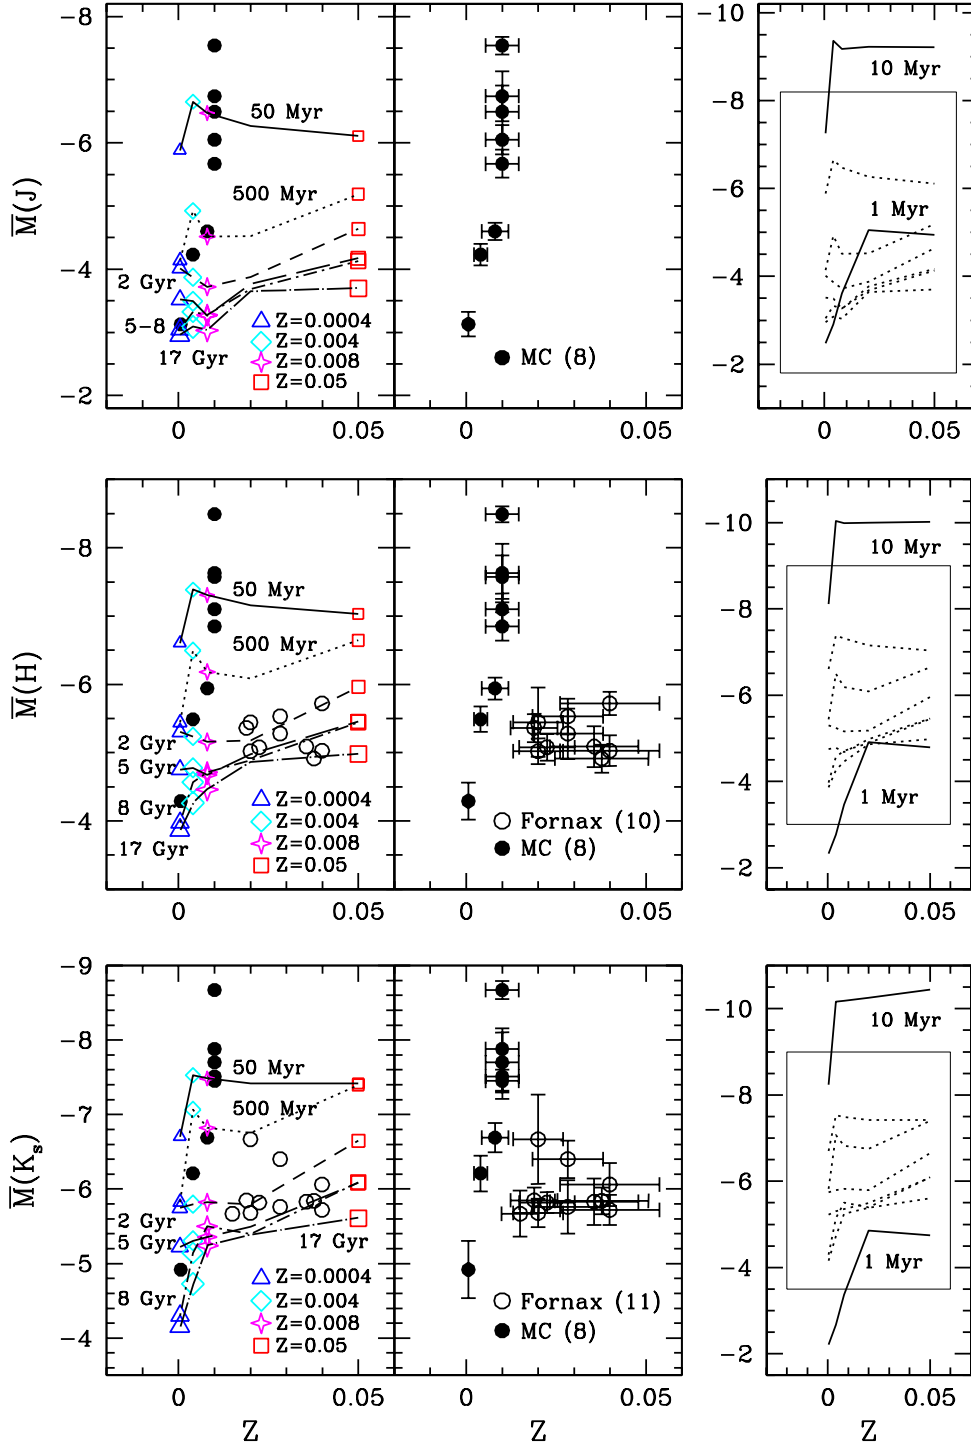 −8
−6
−4
−2
M̅(J)
50 Myr
500 Myr
2 Gyr
5−8
17 Gyr
Z=0.0004
Z=0.004
Z=0.008
Z=0.05
0
0.05
MC (8)
0
0.05
−10
−8
−6
−4
−2
10 Myr
1 Myr
0
0.05
−8
−6
−4
M̅(H)
50 Myr
500 Myr
2 Gyr
5 Gyr
8 Gyr
17 Gyr
Z=0.0004
Z=0.004
Z=0.008
Z=0.05
0
0.05
Fornax (10)
MC (8)
0
0.05
−10
−8
−6
−4
−2
10 Myr
1 Myr
0
0.05
−9
−8
−7
−6
−5
−4
M̅(Ks)
50 Myr
500 Myr
2 Gyr
5 Gyr
17 Gyr
8 Gyr
Z=0.0004
Z=0.004
Z=0.008
Z=0.05
0
0.05
Z
Fornax (11)
MC (8)
0
0.05
Z
−10
−8
−6
−4
−2
10 Myr
1 Myr
0
0.05
Z